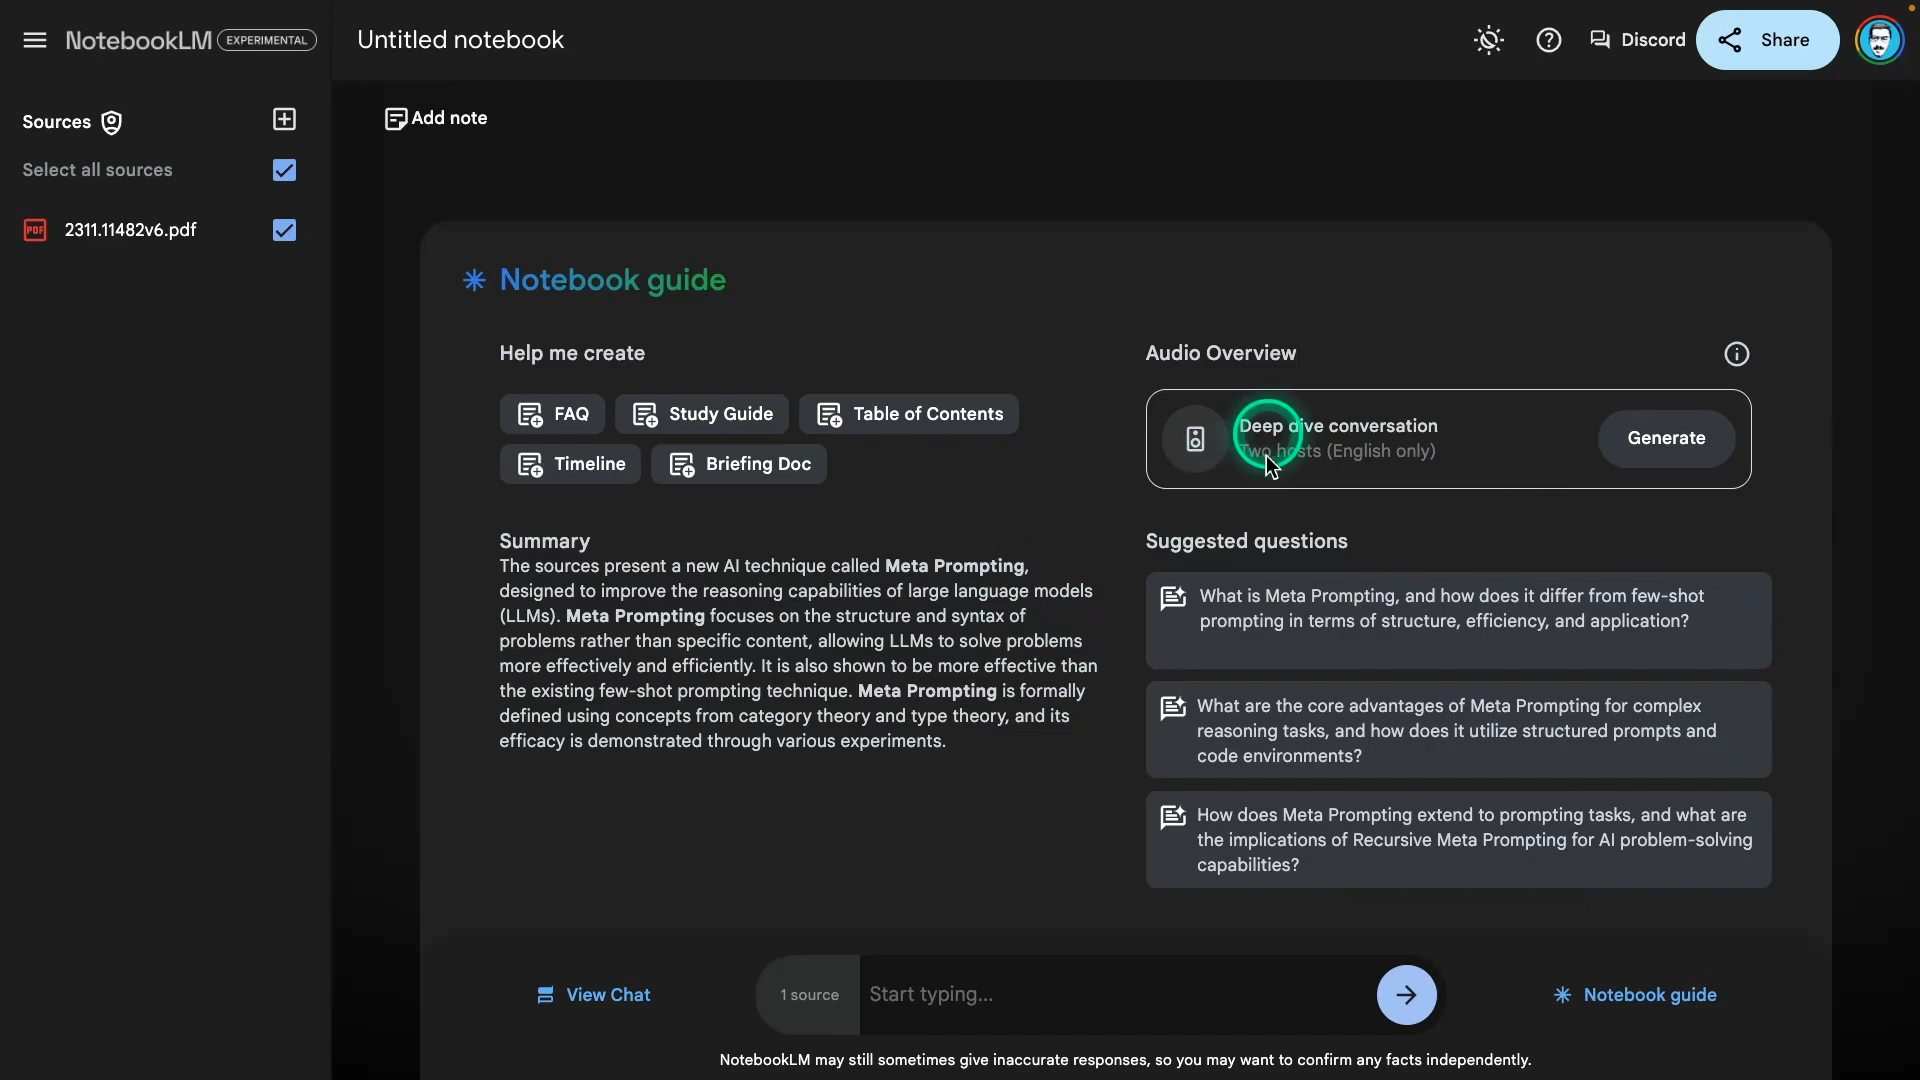 NotebookLM EXPERIMENTAL
Untitled notebook
Discord
Share
Sources
Select all sources
PDF 2311.11482v6.pdf
Add note
Notebook guide
Help me create
FAQ
Study Guide
Table of Contents
Timeline
Briefing Doc
Summary
The sources present a new AI technique called Meta Prompting,
designed to improve the reasoning capabilities of large language models
(LLMs). Meta Prompting focuses on the structure and syntax of
problems rather than specific content, allowing LLMs to solve problems
more effectively and efficiently. It is also shown to be more effective than
the existing few-shot prompting technique. Meta Prompting is formally
defined using concepts from category theory and type theory, and its
efficacy is demonstrated through various experiments.
Audio Overview
Deep dive conversation
Two hosts (English only)
Generate
Suggested questions
What is Meta Prompting, and how does it differ from few-shot
prompting in terms of structure, efficiency, and application?
What are the core advantages of Meta Prompting for complex
reasoning tasks, and how does it utilize structured prompts and
code environments?
How does Meta Prompting extend to prompting tasks, and what are
the implications of Recursive Meta Prompting for AI problem-solving
capabilities?
View Chat
1 source
Start typing...
Notebook guide
NotebookLM may still sometimes give inaccurate responses, so you may want to confirm any facts independently.